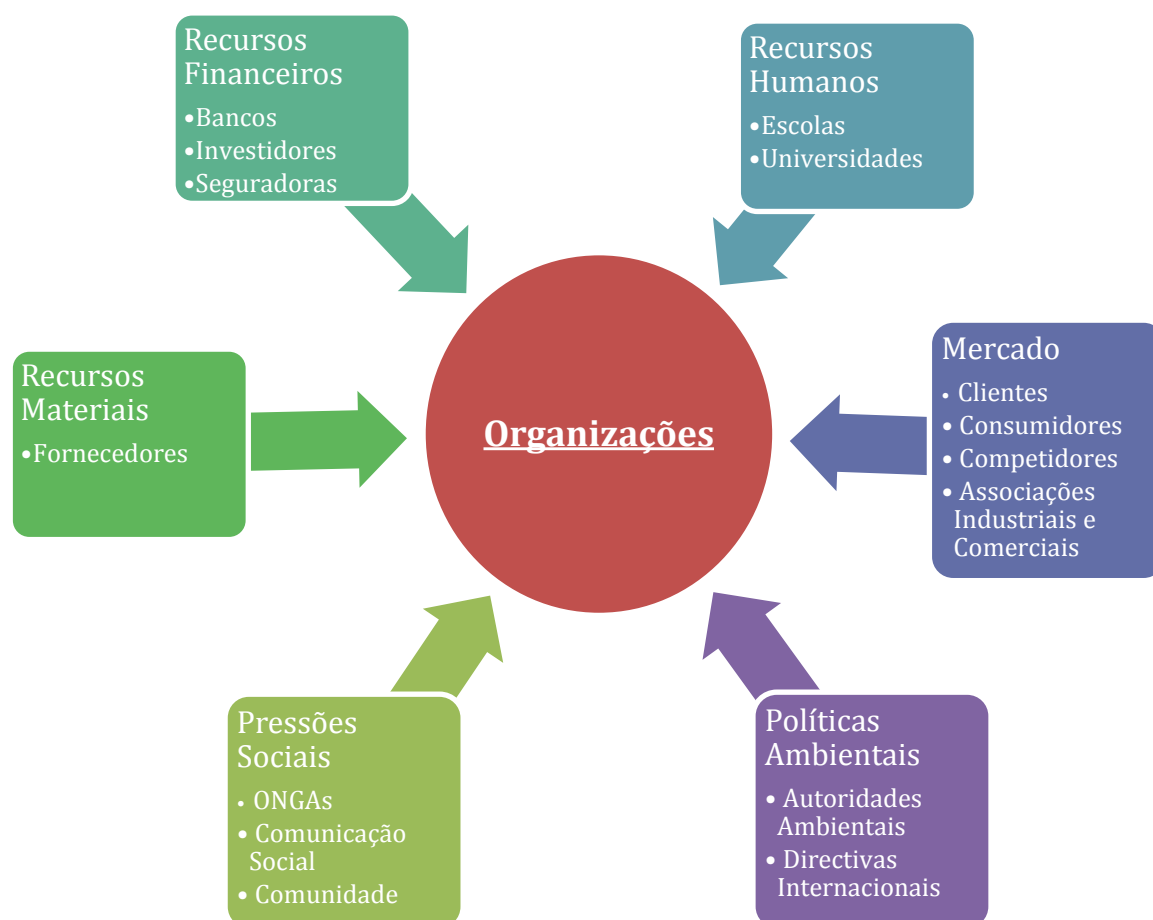 Recursos
Financeiros
•Bancos
•Investidores
•Seguradoras
Recursos
Humanos
•Escolas
•Universidades
Recursos
Materiais
•Fornecedores
Organizações
Mercado
• Clientes
• Consumidores
• Competidores
• Associações
Industriais e
Comerciais
Pressões
Sociais
• ONGAs
• Comunicação
Social
• Comunidade
Políticas
Ambientais
• Autoridades
Ambientais
• Directivas
Internacionais